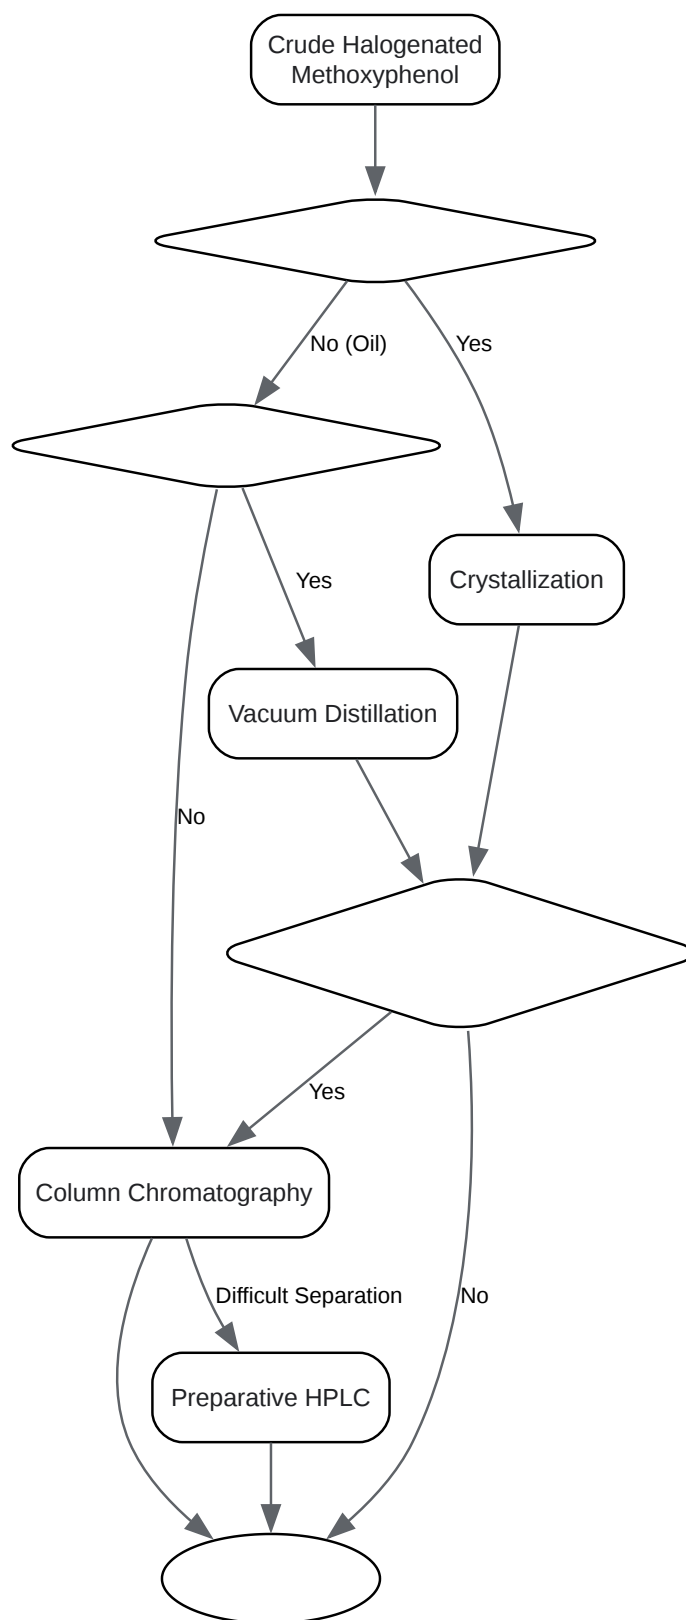 Crude Halogenated
Methoxyphenol
No (Oil)
Yes
Crystallization
Yes
Vacuum Distillation
No
Yes
Column Chromatography
Difficult Separation
No
Preparative HPLC